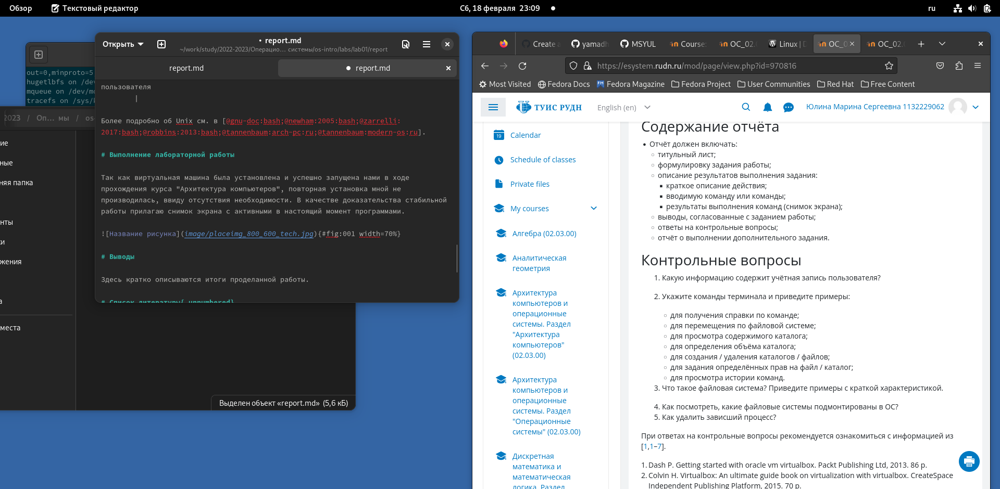 Обзор
Текстовый редактор
Сб, 18 февраля 23:09
ru
out=0,minproto=5
hugetlbfs on /dev
mqueue on /dev/mo
tracefs on /sys/k
2023 / Оп… мы / os
ие
ные
няя папка
нты
ки
жения
а
места
Выделен объект «report.md» (5,6 кБ)
Открыть
• report.md
~/work/study/2022-2023/Операцио… системы/os-intro/labs/lab01/report
report.md
● report.md
пользователя
|
Более подробно об Unix см. в [@gnu-doc:bash;@newham:2005:bash;@zarrelli:
2017:bash;@robbins:2013:bash;@tannenbaum:arch-pc:ru;@tannenbaum:modern-os:ru].
# Выполнение лабораторной работы
Так как виртуальная машина была установлена и успешно запущена нами в ходе
прохождения курса "Архитектура компьютеров", повторная установка мной не
производилась, ввиду отсутствия необходимости. В качестве доказательства стабильной
работы прилагаю снимок экрана с активными в настоящий момент программами.
![Название рисунка](image/placeimg_800_600_tech.jpg){#fig:001 width=70%}
# Выводы
Здесь кратко описываются итоги проделанной работы.
# Список литературы{.unnumbered}
Create a
yamadh
MSYUL
Course:
ОС_02.
Linux | D
ОС_0
ОС_02.
https://esystem.rudn.ru/mod/page/view.php?id=970816
Most Visited
Fedora Docs
Fedora Magazine
Fedora Project
User Communities
Red Hat
Free Content
ТУИС РУДН
English (en)
Юлина Марина Сергеевна 1132229062
19
Calendar
Schedule of classes
Private files
My courses
Алгебра (02.03.00)
Аналитическая
геометрия
Архитектура
компьютеров и
операционные
системы. Раздел
"Архитектура
компьютеров"
(02.03.00)
Архитектура
компьютеров и
операционные
системы. Раздел
"Операционные
системы" (02.03.00)
Дискретная
математика и
математическая
логика. Раздел
Содержание отчёта
• Отчёт должен включать:
◦ титульный лист;
◦ формулировку задания работы;
◦ описание результатов выполнения задания:
▪ краткое описание действия;
▪ вводимую команду или команды;
▪ результаты выполнения команд (снимок экрана);
◦ выводы, согласованные с заданием работы;
◦ ответы на контрольные вопросы;
◦ отчёт о выполнении дополнительного задания.
Контрольные вопросы
1. Какую информацию содержит учётная запись пользователя?
2. Укажите команды терминала и приведите примеры:
◦ для получения справки по команде;
◦ для перемещения по файловой системе;
◦ для просмотра содержимого каталога;
◦ для определения объёма каталога;
◦ для создания / удаления каталогов / файлов;
◦ для задания определённых прав на файл / каталог;
◦ для просмотра истории команд.
3. Что такое файловая система? Приведите примеры с краткой характеристикой.
4. Как посмотреть, какие файловые системы подмонтированы в ОС?
5. Как удалить зависший процесс?
При ответах на контрольные вопросы рекомендуется ознакомиться с информацией из
[1,1–7].
1. Dash P. Getting started with oracle vm virtualbox. Packt Publishing Ltd, 2013. 86 p.
2. Colvin H. Virtualbox: An ultimate guide book on virtualization with virtualbox. CreateSpace
Independent Publishing Platform, 2015. 70 p.